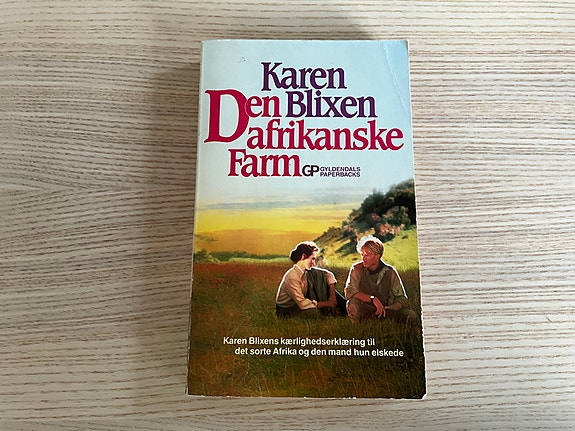 Karen
Den Blixen
afrikanske
Farm
GP GYLDENDALS
PAPERBACKS
Karen Blixens kærlighedserklæring til
det sorte Afrika og den mand hun elskede